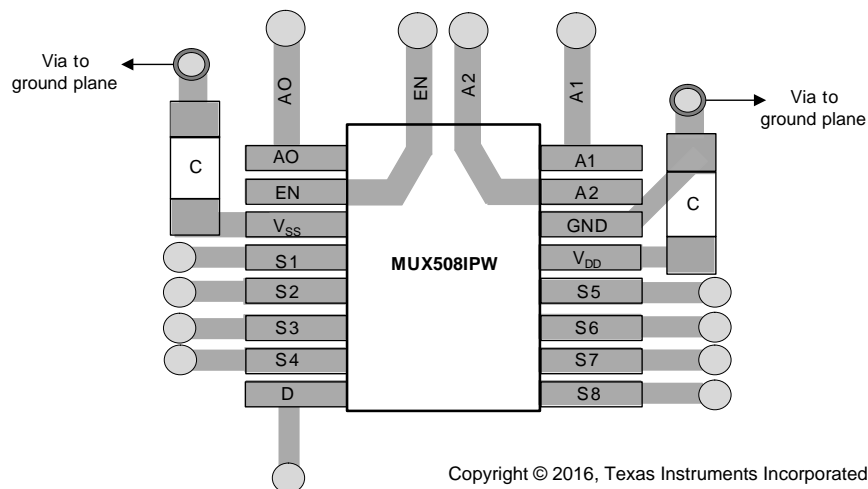 Via to
ground plane
AO
EN
A2
A1
Via to
ground plane
C
C
AO
EN
VSS
S1
S2
S3
S4
D
MUX508IPW
A1
A2
GND
VDD
S5
S6
S7
S8
Copyright © 2016, Texas Instruments Incorporated